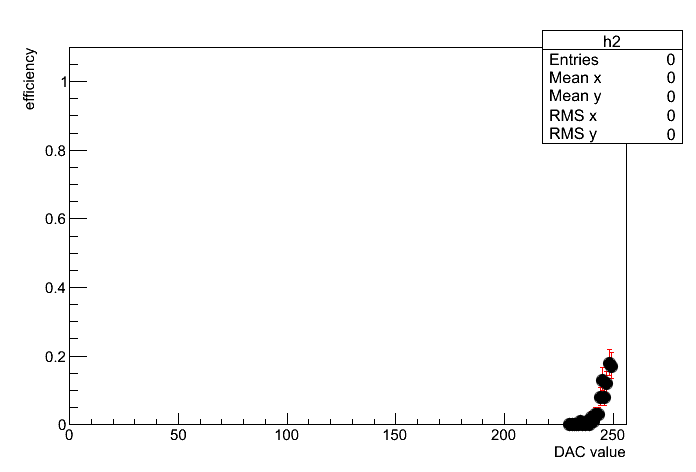 h2
Entries 0
Mean x 0
Mean y 0
RMS x 0
RMS y 0
efficiency
1
0.8
0.6
0.4
0.2
0
0 50 100 150 200 250
DAC value